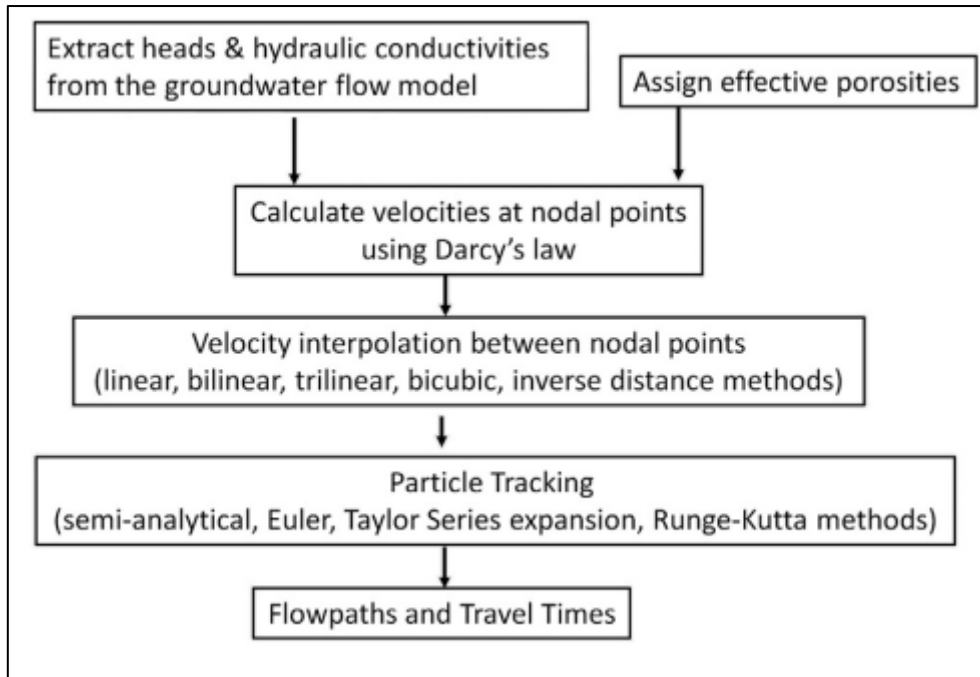 Extract heads & hydraulic conductivities
from the groundwater flow model
Assign effective porosities
Calculate velocities at nodal points
using Darcy’s law
Velocity interpolation between nodal points
(linear, bilinear, trilinear, bicubic, inverse distance methods)
Particle Tracking
(semi-analytical, Euler, Taylor Series expansion, Runge-Kutta methods)
Flowpaths and Travel Times